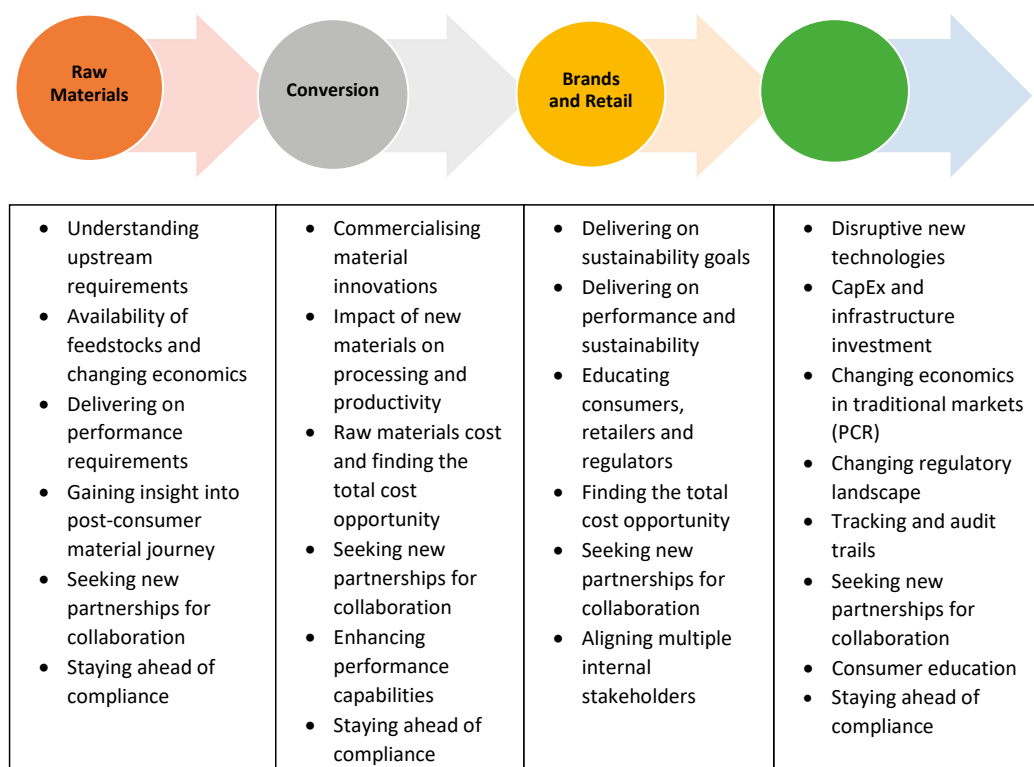 Raw
Materials
Conversion
Brands
and Retail
• Understanding
upstream
requirements
• Availability of
feedstocks and
changing economics
• Delivering on
performance
requirements
• Gaining insight into
post-consumer
material journey
• Seeking new
partnerships for
collaboration
• Staying ahead of
compliance
• Commercialising
material
innovations
• Impact of new
materials on
processing and
productivity
• Raw materials cost
and finding the
total cost
opportunity
• Seeking new
partnerships for
collaboration
• Enhancing
performance
capabilities
• Staying ahead of
compliance
• Delivering on
sustainability goals
• Delivering on
performance and
sustainability
• Educating
consumers,
retailers and
regulators
• Finding the total
cost opportunity
• Seeking new
partnerships for
collaboration
• Aligning multiple
internal
stakeholders
• Disruptive new
technologies
• CapEx and
infrastructure
investment
• Changing economics
in traditional markets
(PCR)
• Changing regulatory
landscape
• Tracking and audit
trails
• Seeking new
partnerships for
collaboration
• Consumer education
• Staying ahead of
compliance